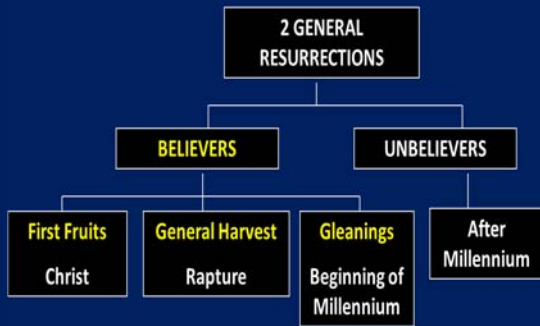 2 GENERAL
RESURRECTIONS
BELIEVERS
UNBELIEVERS
First Fruits
Christ
General Harvest
Rapture
Gleanings
Beginning of
Millennium
After
Millennium